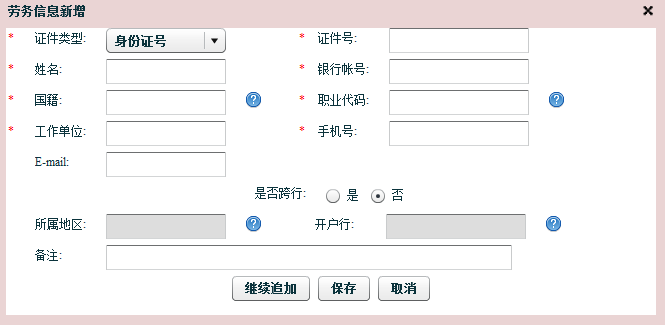 劳务信息新增
* 证件类型: 身份证号 * 证件号:
* 姓名: * 银行帐号:
* 国籍: * 职业代码:
* 工作单位: * 手机号:
E-mail:
是否跨行: 是 否
所属地区: 开户行:
备注:
继续追加 保存 取消